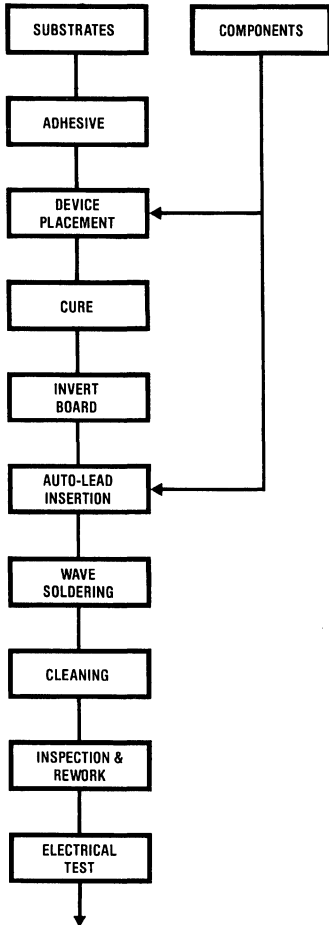 SUBSTRATES
COMPONENTS
ADHESIVE
DEVICE
PLACEMENT
CURE
INVERT
BOARD
AUTO-LEAD
INSERTION
WAVE
SOLDERING
CLEANING
INSPECTION &
REWORK
ELECTRICAL
TEST